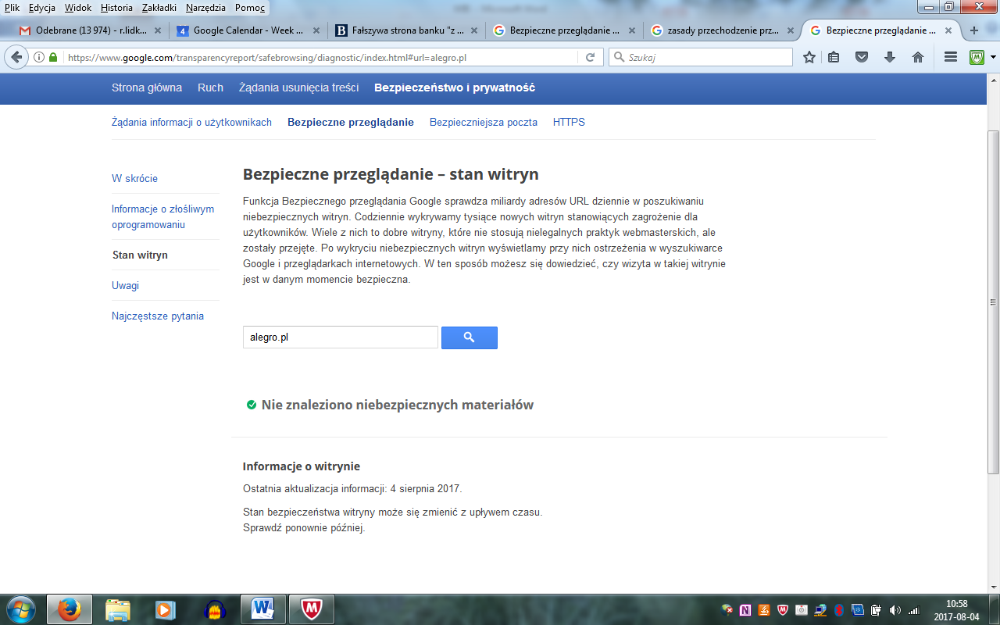 Plik Edycja Widok Historia Zakładki Narzędzia Pomoc
Odebrane (13 974) - r.lidk... Google Calendar - Week ... Fałszywa strona banku "z ... Bezpieczne przeglądanie ... zasady przechodzenie prz... Bezpieczne przeglądanie ...
https://www.google.com/transparencyreport/safebrowsing/diagnostic/index.html#url=alegro.pl Szukaj
Strona główna Ruch Żądania usunięcia treści Bezpieczeństwo i prywatność
Żądania informacji o użytkownikach Bezpieczne przeglądanie Bezpieczniejsza poczta HTTPS
W skrócie
Informacje o złośliwym
oprogramowaniu
Stan witryn
Uwagi
Najczęstsze pytania
Bezpieczne przeglądanie – stan witryn
Funkcja Bezpiecznego przeglądania Google sprawdza miliardy adresów URL dziennie w poszukiwaniu
niebezpiecznych witryn. Codziennie wykrywamy tysiące nowych witryn stanowiących zagrożenie dla
użytkowników. Wiele z nich to dobre witryny, które nie stosują nielegalnych praktyk webmasterskich, ale
zostały przejęte. Po wykryciu niebezpiecznych witryn wyświetlamy przy nich ostrzeżenia w wyszukiwarce
Google i przeglądarkach internetowych. W ten sposób możesz się dowiedzieć, czy wizyta w takiej witrynie
jest w danym momencie bezpieczna.
alegro.pl
Nie znaleziono niebezpiecznych materiałów
Informacje o witrynie
Ostatnia aktualizacja informacji: 4 sierpnia 2017.
Stan bezpieczeństwa witryny może się zmienić z upływem czasu.
Sprawdź ponownie później.
10:58
2017-08-04